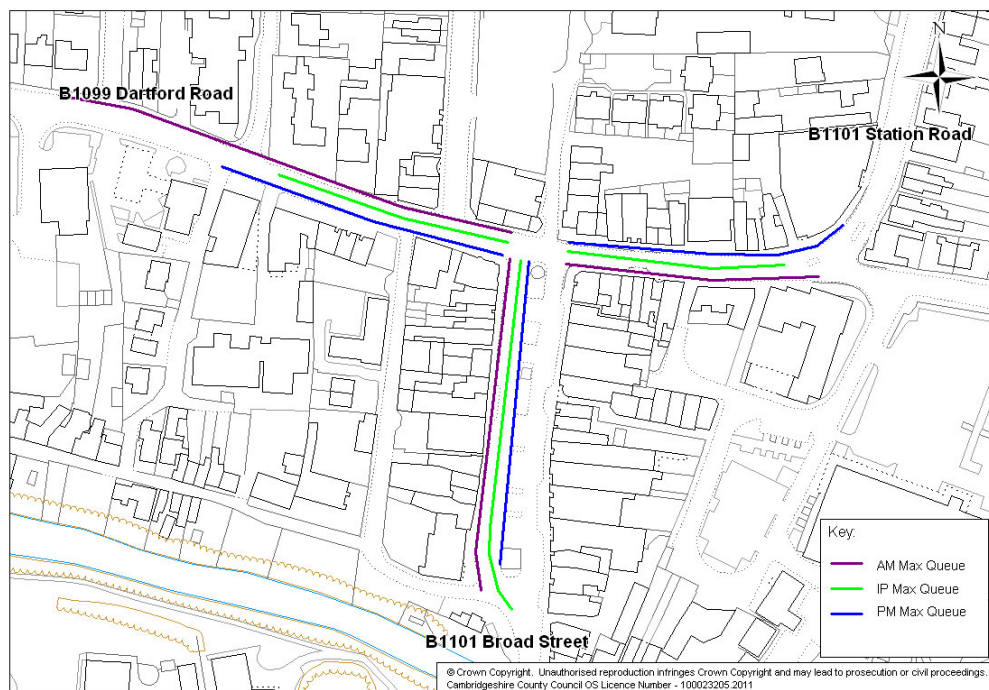 N
B1099 Dartford Road
B1101 Station Road
Key:
AM Max Queue
IP Max Queue
PM Max Queue
B1101 Broad Street
© Crown Copyright. Unauthorised reproduction infringes Crown Copyright and may lead to prosecution or civil proceedings.
Cambridgeshire County Council OS Licence Number - 100023205.2011